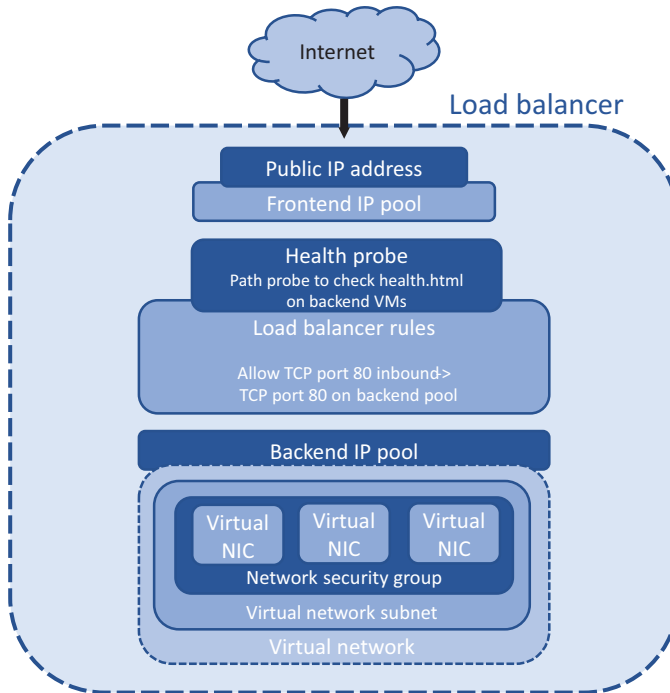 Internet
Load balancer
Public IP address
Frontend IP pool
Health probe
Path probe to check health.html
on backend VMs
Load balancer rules
Allow TCP port 80 inbound->
TCP port 80 on backend pool
Backend IP pool
Virtual NIC
Virtual NIC
Virtual NIC
Network security group
Virtual network subnet
Virtual network